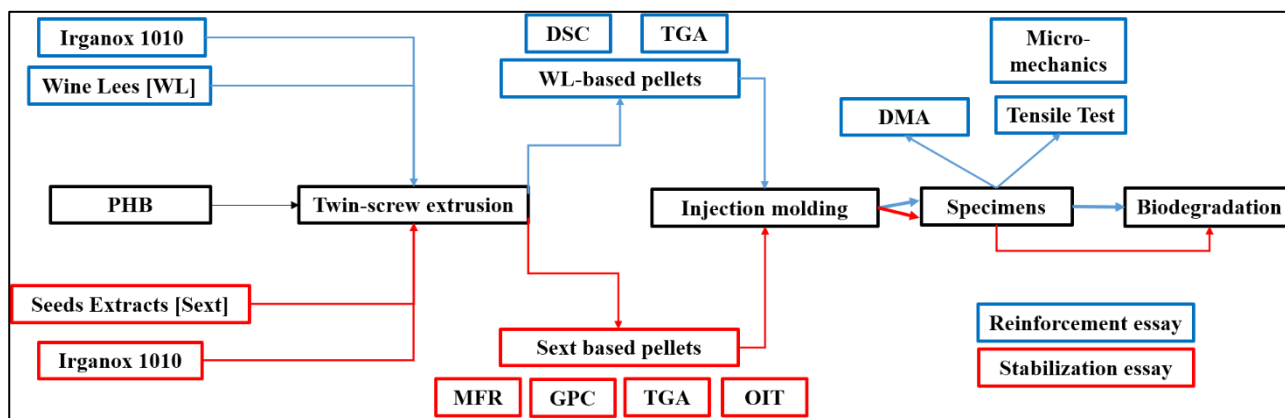 Irganox 1010
Wine Lees [WL]
PHB
Seeds Extracts [Sext]
Irganox 1010
Twin-screw extrusion
DSC
TGA
WL-based pellets
Sext based pellets
MFR
GPC
TGA
OIT
Injection molding
Micro-
mechanics
DMA
Tensile Test
Specimens
Biodegradation
Reinforcement essay
Stabilization essay